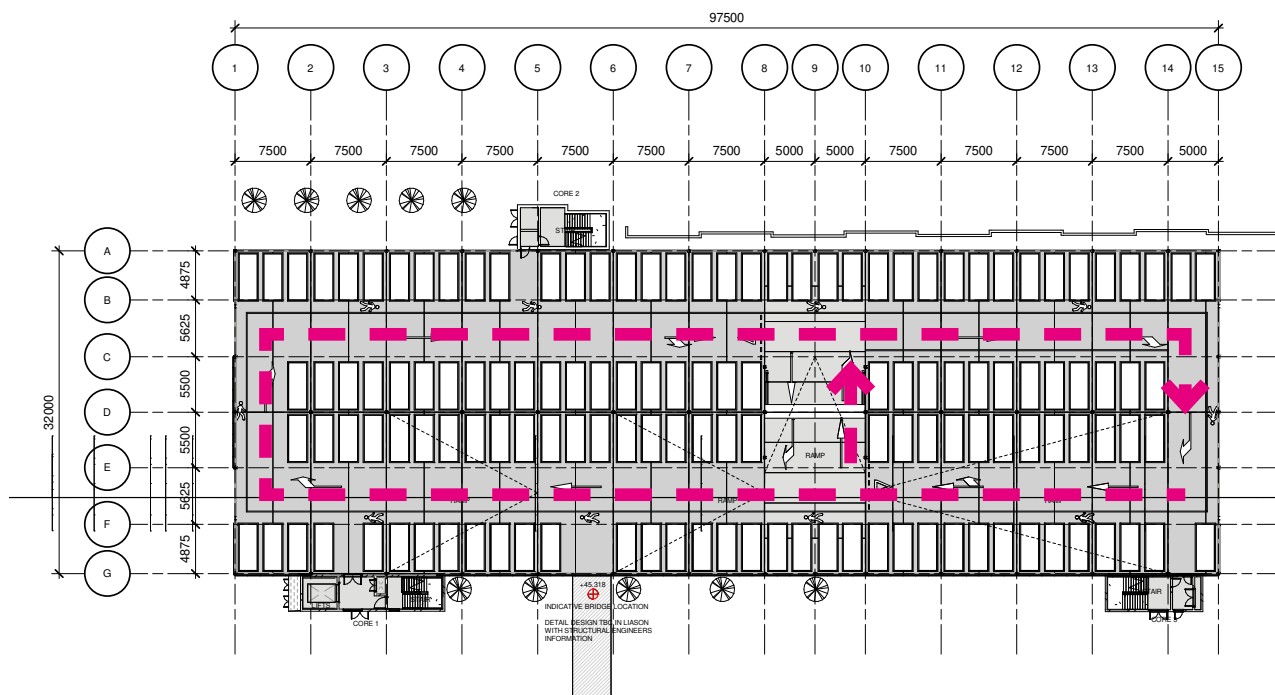 97500
1 2 3 4 5 6 7 8 9 10 11 12 13 14 15
7500 7500 7500 7500 7500 7500 7500 5000 5000 7500 7500 7500 7500 5000
CORE 2
A
B
C
D
E
F
G
32000
4875
5625
5500
5500
5625
4875
RAMP
RAMP
LIFTS
CORE 1
+45.318
INDICATIVE BRIDGE LOCATION
DETAIL DESIGN TBC IN LIASON
WITH STRUCTURAL ENGINEERS
INFORMATION